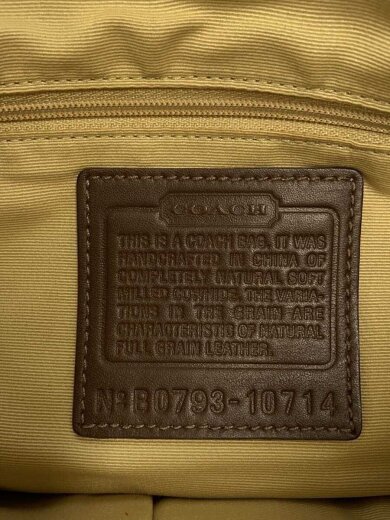 COACH
THIS IS A COACH BAG. IT WAS
HANDCRAFTED IN CHINA OF
COMPLETELY NATURAL SOFT
MILLED COWHIDE. THE VARIA-
TIONS IN THE GRAIN ARE
CHARACTERISTIC OF NATURAL
FULL GRAIN LEATHER.
Nº B0793-10714